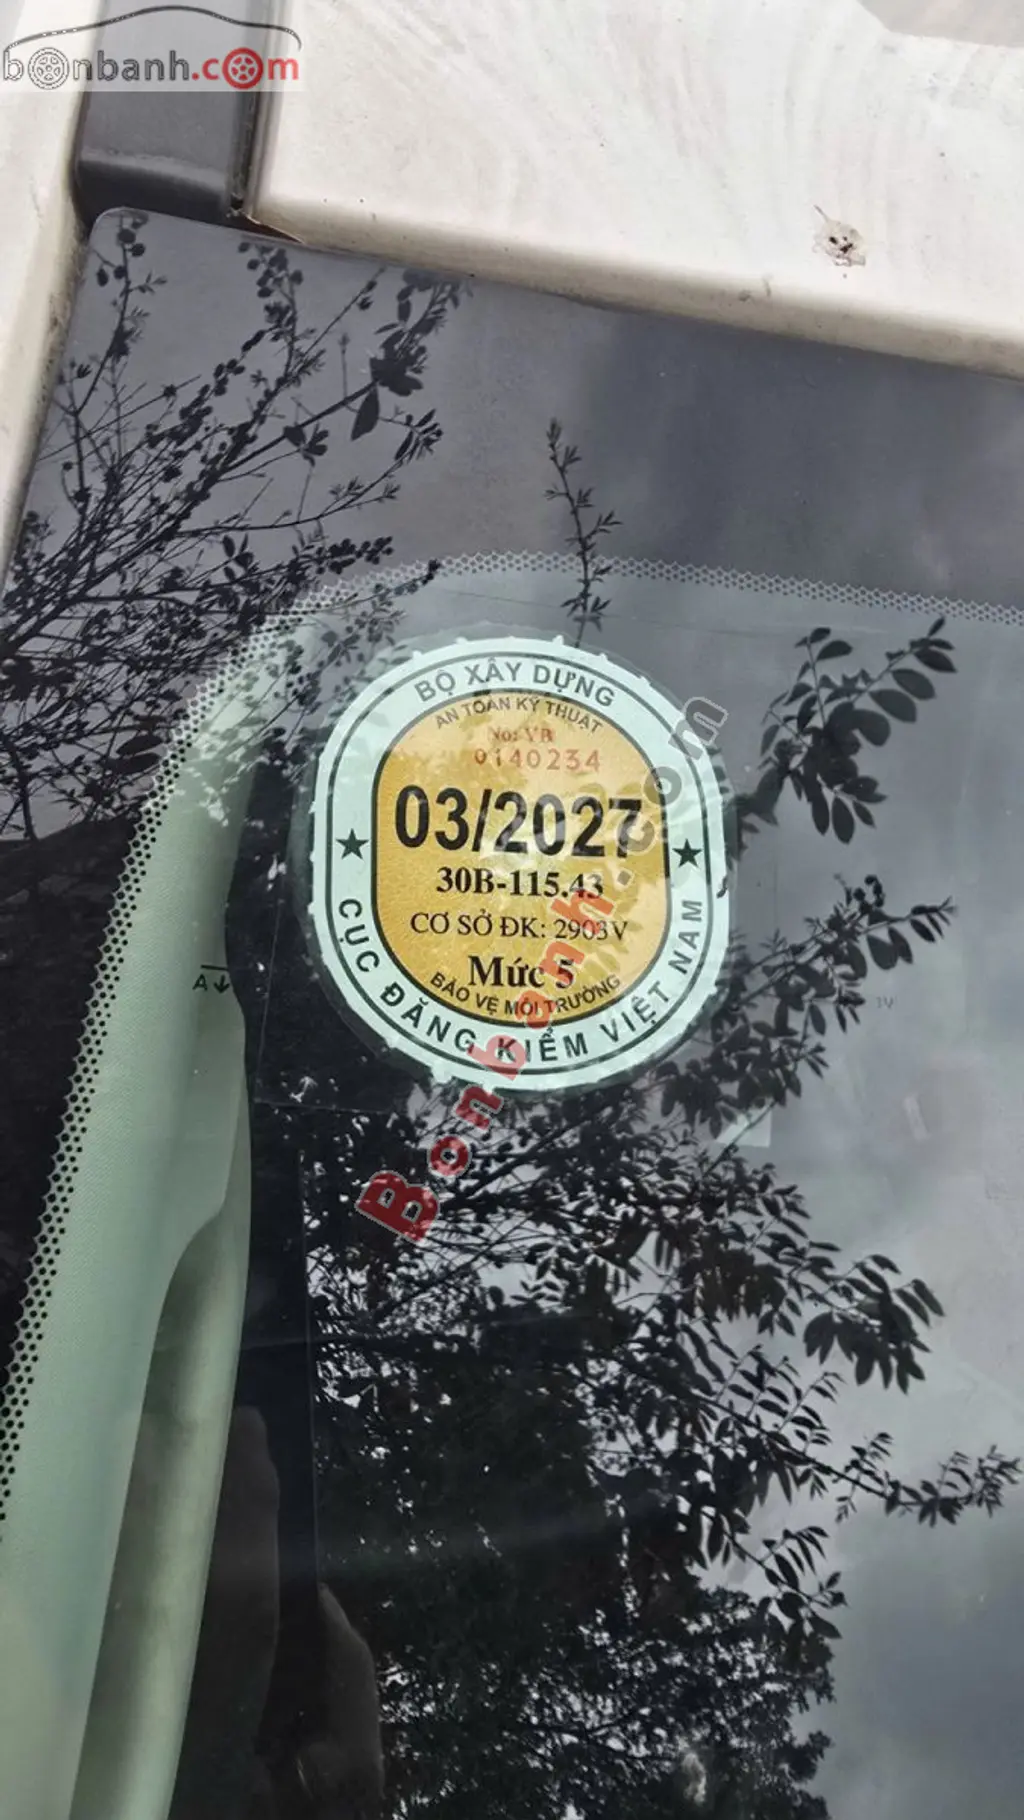 bonbanh.com
BỘ XÂY DỰNG
AN TOÀN KỸ THUẬT
No: VB
0140234
03/2027
30B-115.43
CƠ SỞ ĐK: 2903V
Mức 5
BẢO VỆ MÔI TRƯỜNG
★ CỤC ĐĂNG KIỂM VIỆT NAM ★
A
Bonbanh.com